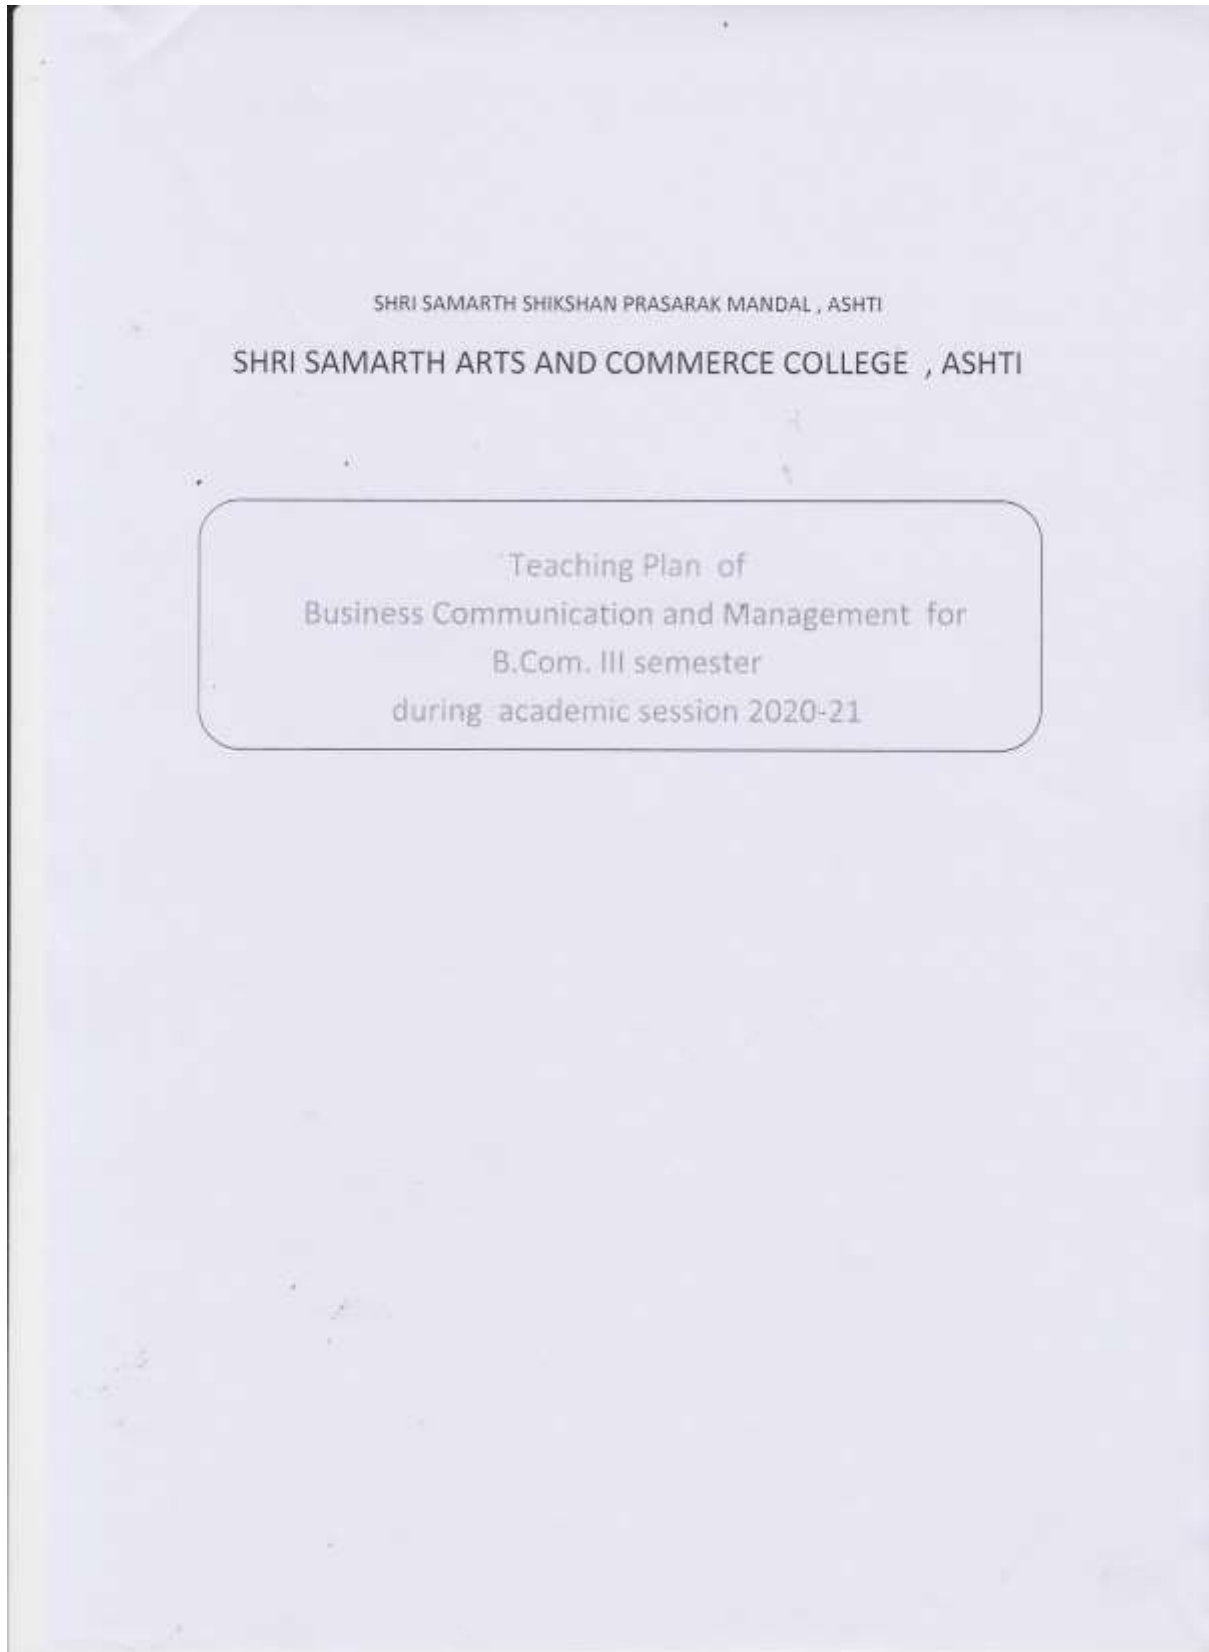 SHRI SAMARTH SHIKSHAN PRASARAK MANDAL , ASHTI
SHRI SAMARTH ARTS AND COMMERCE COLLEGE , ASHTI
Teaching Plan of
Business Communication and Management for
B.Com. III semester
during academic session 2020-21